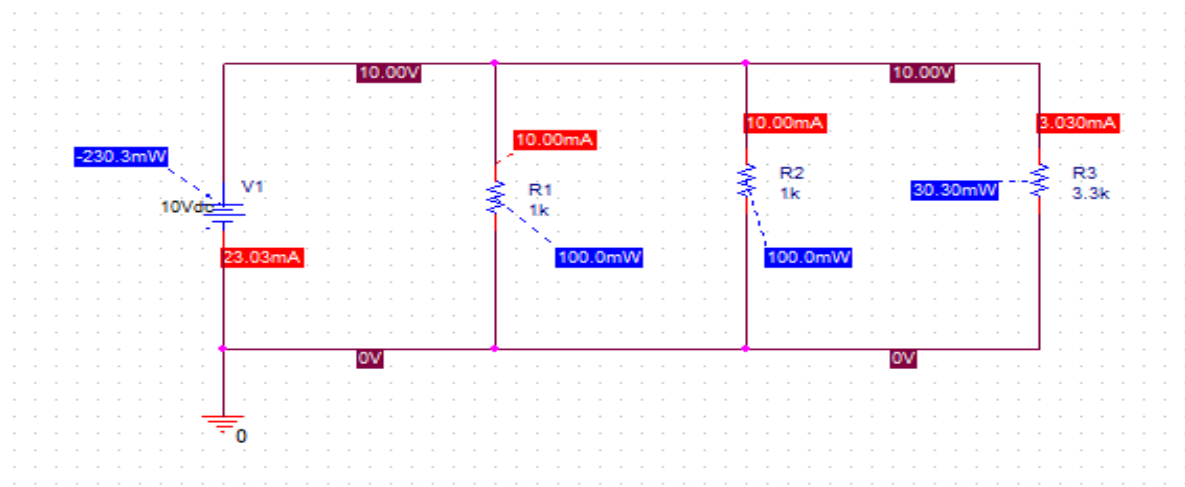 10.00V
10.00V
10.00mA
3.030mA
10.00mA
-230.3mW
R2
1k
R3
3.3k
V1
R1
1k
30.30mW
10Vdc
-
23.03mA
100.0mW
100.0mW
0V
0V
0